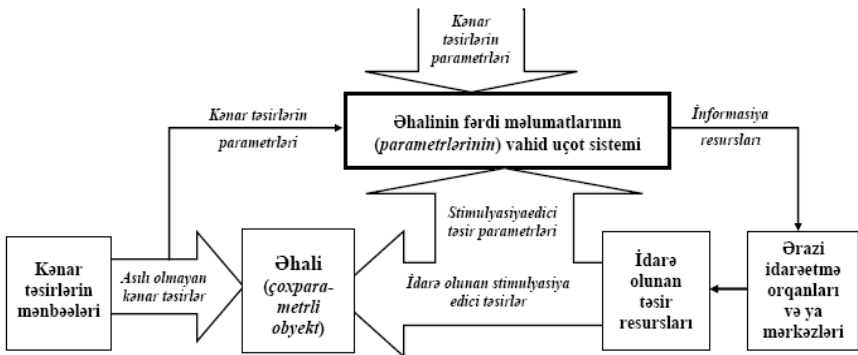 Kənar
təsirlərin
parametrləri
Kənar təsirlərin
parametrləri
Əhalinin fərdi məlumatlarının
(parametrlərinin) vahid uçot sistemi
İnformasiya
resursları
Stimulyasiyaedici
təsir parametrləri
Kənar
təsirlərin
mənbəələri
Asılı olmayan
kənar təsirlər
Əhali
(çoxpara-
metrli
obyekt)
İdarə olunan stimulyasiya
edici təsirlər
İdarə
olunan
təsir
resursları
Ərazi
idarəetmə
orqanları
və ya
mərkəzləri